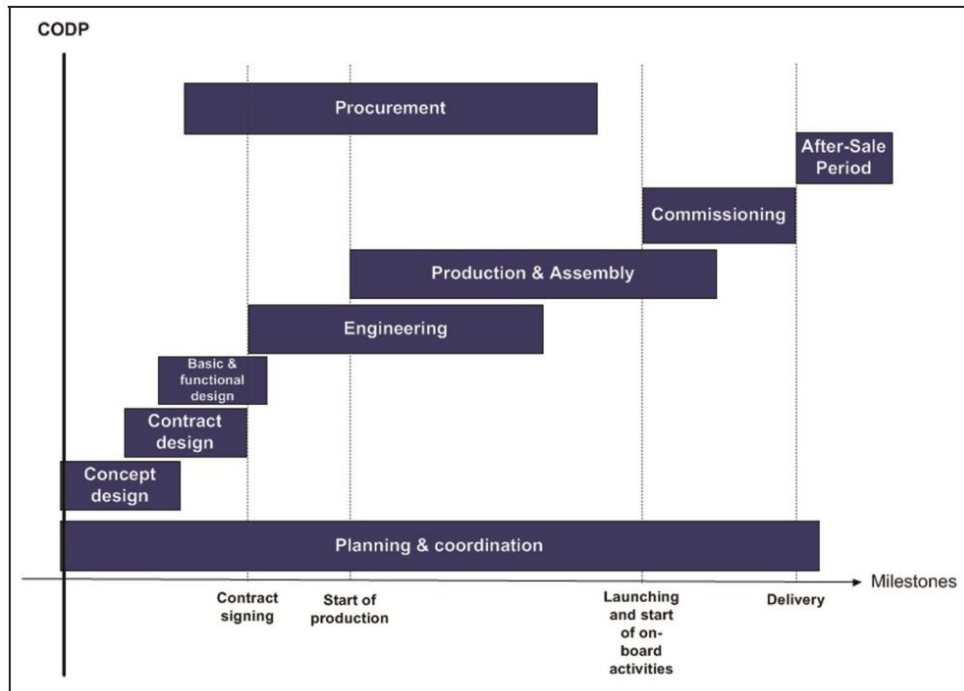 CODP
Procurement
After-Sale
Period
Commissioning
Production & Assembly
Engineering
Basic &
functional
design
Contract
design
Concept
design
Planning & coordination
Milestones
Contract
signing
Start of
production
Launching
and start
of on-
board
activities
Delivery